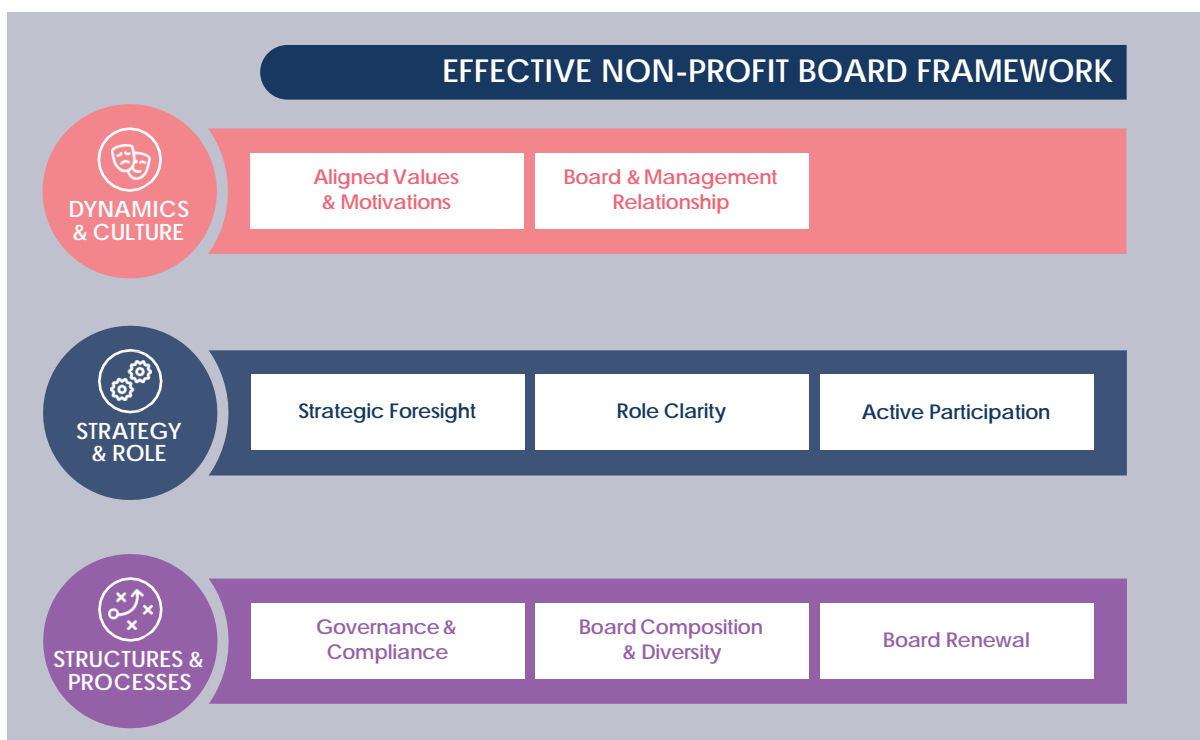 EFFECTIVE NON-PROFIT BOARD FRAMEWORK
DYNAMICS
& CULTURE
Aligned Values
& Motivations
Board & Management
Relationship
STRATEGY
& ROLE
Strategic Foresight
Role Clarity
Active Participation
STRUCTURES &
PROCESSES
Governance &
Compliance
Board Composition
& Diversity
Board Renewal